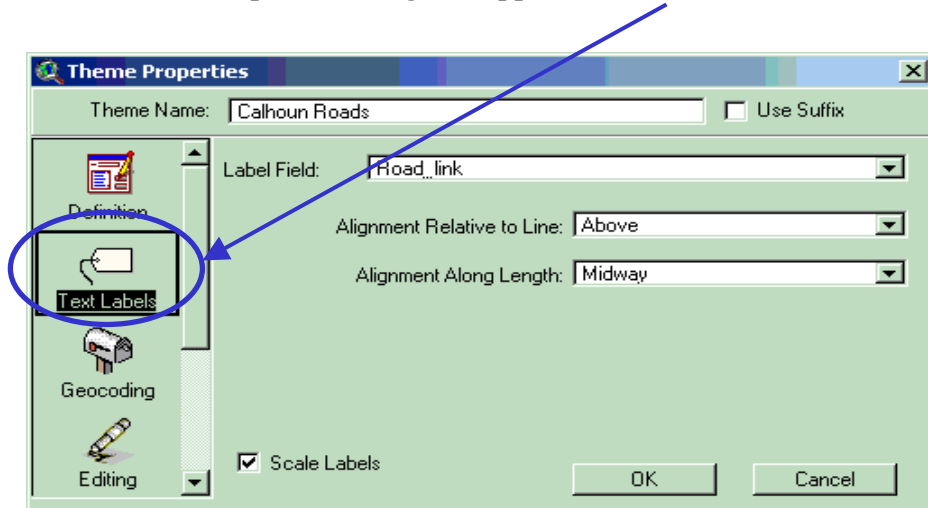 Theme Properties
Theme Name: Calhoun Roads Use Suffix
Definition
Text Labels
Geocoding
Editing
Label Field: Road_link
Alignment Relative to Line: Above
Alignment Along Length: Midway
Scale Labels
OK Cancel